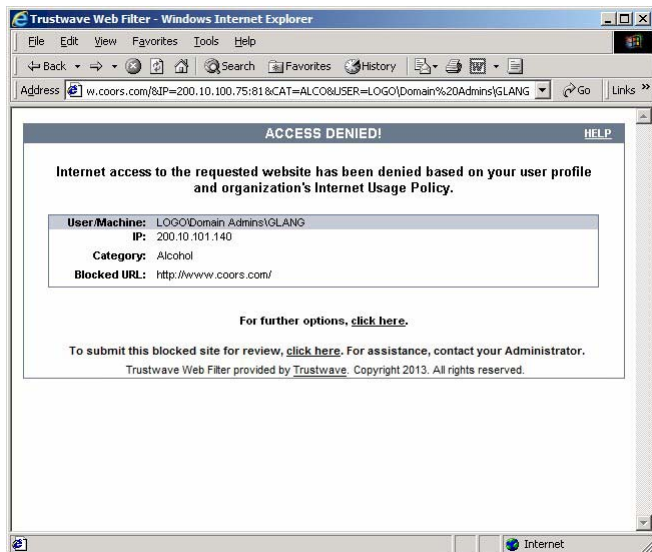 Trustwave Web Filter - Windows Internet Explorer
File Edit View Favorites Tools Help
Back Search Favorites History
Address w.coors.com/&IP=200.10.100.75:81&CAT=ALCO&USER=LOGO\Domain%20Admins\GLANG Go Links »
ACCESS DENIED! HELP
Internet access to the requested website has been denied based on your user profile
and organization's Internet Usage Policy.
User/Machine: LOGO\Domain Admins\GLANG
IP: 200.10.101.140
Category: Alcohol
Blocked URL: http://www.coors.com/
For further options, click here.
To submit this blocked site for review, click here. For assistance, contact your Administrator.
Trustwave Web Filter provided by Trustwave. Copyright 2013. All rights reserved.
Internet